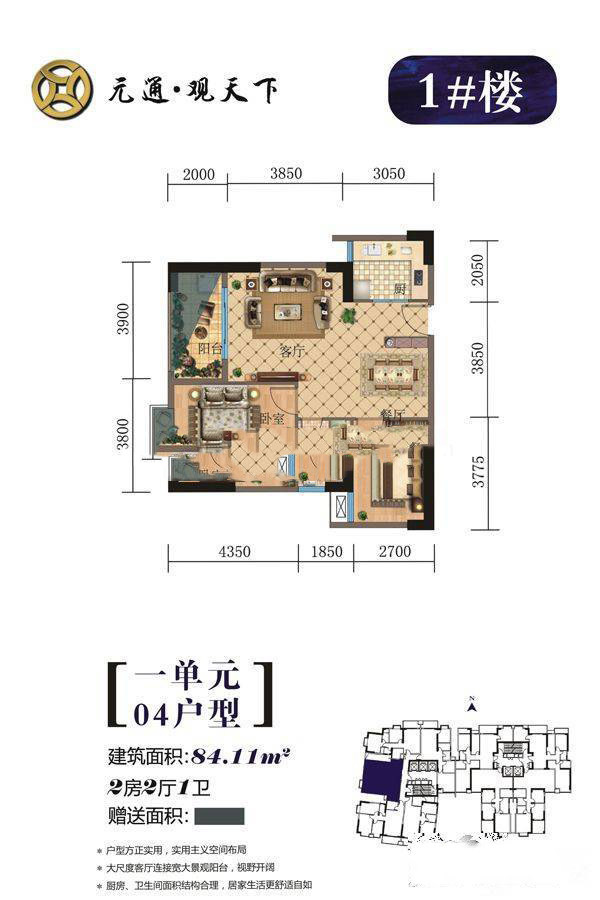 元通·观天下
1#楼
2000 3850 3050
3900
3800
2050
3850
3775
厨
阳台
客厅
餐厅
卧室
4350 1850 2700
一单元
04户型
建筑面积:84.11m²
2房2厅1卫
赠送面积:
N
* 户型方正实用，实用主义空间布局
* 大尺度客厅连接宽大景观阳台，视野开阔
* 厨房、卫生间面积结构合理，居家生活更舒适自如